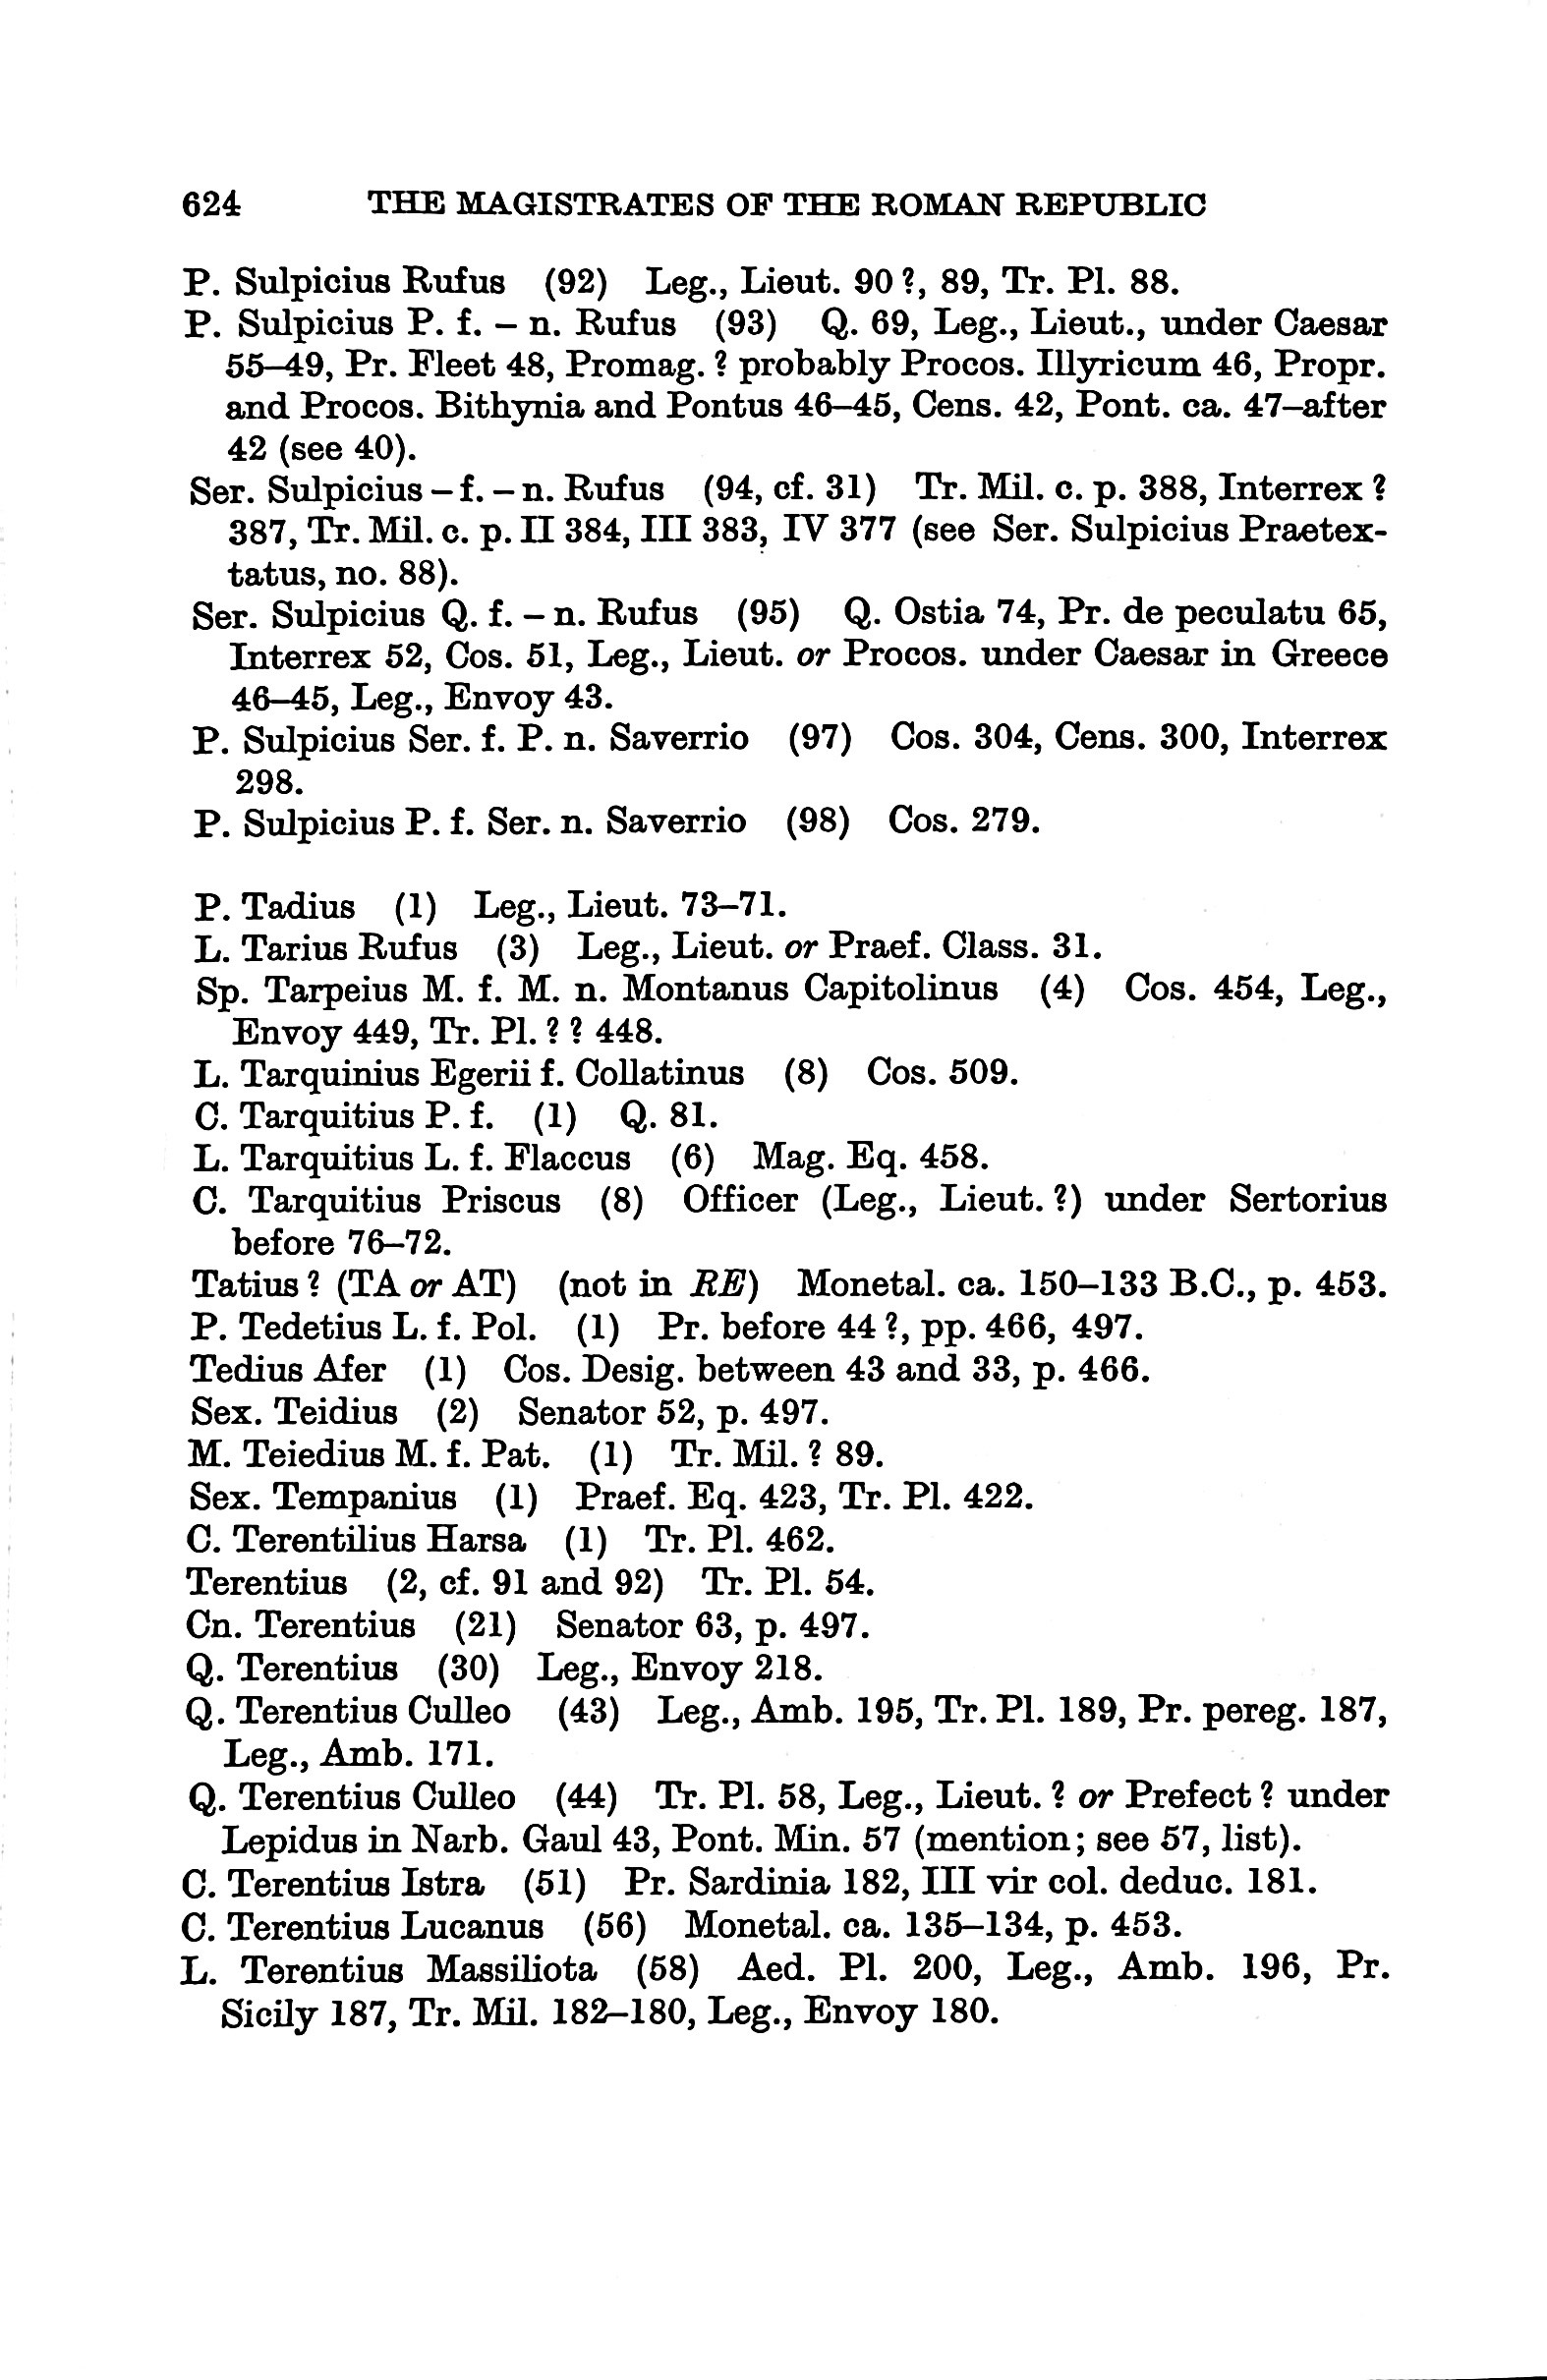 624 THE MAGISTRATES OF THE ROMAN REPUBLIC
P. Sulpicius Rufus (92) Leg., Lieut. 90 ?, 89, Tr. Pl. 88.
P. Sulpicius P. f. – n. Rufus (93) Q. 69, Leg., Lieut., under Caesar
55–49, Pr. Fleet 48, Promag. ? probably Procos. Illyricum 46, Propr.
and Procos. Bithynia and Pontus 46–45, Cens. 42, Pont. ca. 47–after
42 (see 40).
Ser. Sulpicius – f. – n. Rufus (94, cf. 31) Tr. Mil. c. p. 388, Interrex ?
387, Tr. Mil. c. p. II 384, III 383, IV 377 (see Ser. Sulpicius Praetex-
tatus, no. 88).
Ser. Sulpicius Q. f. – n. Rufus (95) Q. Ostia 74, Pr. de peculatu 65,
Interrex 52, Cos. 51, Leg., Lieut. or Procos. under Caesar in Greece
46–45, Leg., Envoy 43.
P. Sulpicius Ser. f. P. n. Saverrio (97) Cos. 304, Cens. 300, Interrex
298.
P. Sulpicius P. f. Ser. n. Saverrio (98) Cos. 279.
P. Tadius (1) Leg., Lieut. 73–71.
L. Tarius Rufus (3) Leg., Lieut. or Praef. Class. 31.
Sp. Tarpeius M. f. M. n. Montanus Capitolinus (4) Cos. 454, Leg.,
Envoy 449, Tr. Pl. ? ? 448.
L. Tarquinius Egerii f. Collatinus (8) Cos. 509.
C. Tarquitius P. f. (1) Q. 81.
L. Tarquitius L. f. Flaccus (6) Mag. Eq. 458.
C. Tarquitius Priscus (8) Officer (Leg., Lieut. ?) under Sertorius
before 76–72.
Tatius ? (TA or AT) (not in RE) Monetal. ca. 150–133 B.C., p. 453.
P. Tedetius L. f. Pol. (1) Pr. before 44 ?, pp. 466, 497.
Tedius Afer (1) Cos. Desig. between 43 and 33, p. 466.
Sex. Teidius (2) Senator 52, p. 497.
M. Teiedius M. f. Pat. (1) Tr. Mil. ? 89.
Sex. Tempanius (1) Praef. Eq. 423, Tr. Pl. 422.
C. Terentilius Harsa (1) Tr. Pl. 462.
Terentius (2, cf. 91 and 92) Tr. Pl. 54.
Cn. Terentius (21) Senator 63, p. 497.
Q. Terentius (30) Leg., Envoy 218.
Q. Terentius Culleo (43) Leg., Amb. 195, Tr. Pl. 189, Pr. pereg. 187,
Leg., Amb. 171.
Q. Terentius Culleo (44) Tr. Pl. 58, Leg., Lieut. ? or Prefect ? under
Lepidus in Narb. Gaul 43, Pont. Min. 57 (mention; see 57, list).
C. Terentius Istra (51) Pr. Sardinia 182, III vir col. deduc. 181.
C. Terentius Lucanus (56) Monetal. ca. 135–134, p. 453.
L. Terentius Massiliota (58) Aed. Pl. 200, Leg., Amb. 196, Pr.
Sicily 187, Tr. Mil. 182–180, Leg., Envoy 180.